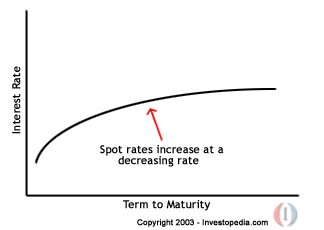 Interest Rate
Spot rates increase at a
decreasing rate
Term to Maturity
Copyright 2003 - Investopedia.com